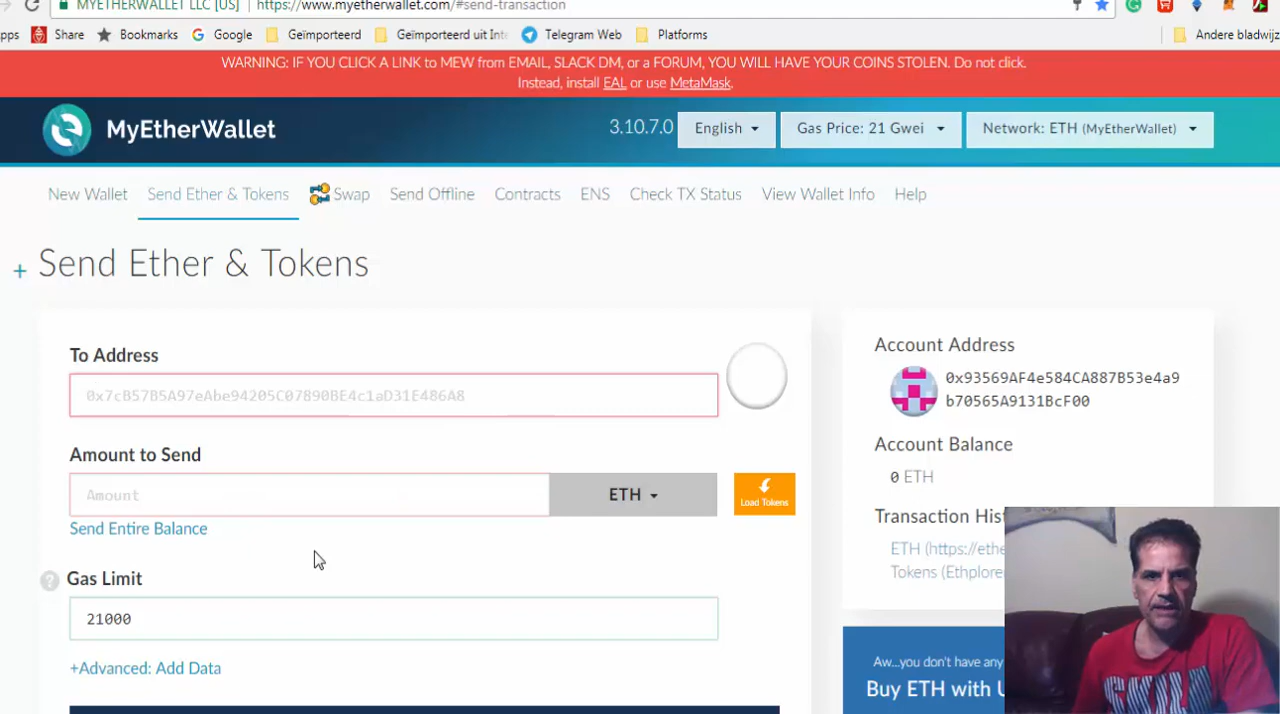 MYETHERWALLET LLC [US]
https://www.myetherwallet.com/#send-transaction
pps Share Bookmarks Google Geïmporteerd Geïmporteerd uit Int Telegram Web Platforms Andere bladwijz
WARNING: IF YOU CLICK A LINK to MEW from EMAIL, SLACK DM, or a FORUM, YOU WILL HAVE YOUR COINS STOLEN. Do not click.
Instead, install EAL or use MetaMask.
MyEtherWallet 3.10.7.0 English Gas Price: 21 Gwei Network: ETH (MyEtherWallet)
New Wallet Send Ether & Tokens Swap Send Offline Contracts ENS Check TX Status View Wallet Info Help
+ Send Ether & Tokens
To Address
0x7cB57B5A97eAbe94205C07890BE4c1aD31E486A8
Amount to Send
Amount ETH
Load Tokens
Send Entire Balance
? Gas Limit
21000
+Advanced: Add Data
Account Address
0x93569AF4e584CA887B53e4a9
b70565A9131BcF00
Account Balance
0 ETH
Transaction Hist
ETH (https://ethe
Tokens (Ethplorer
Aw...you don't have any
Buy ETH with U